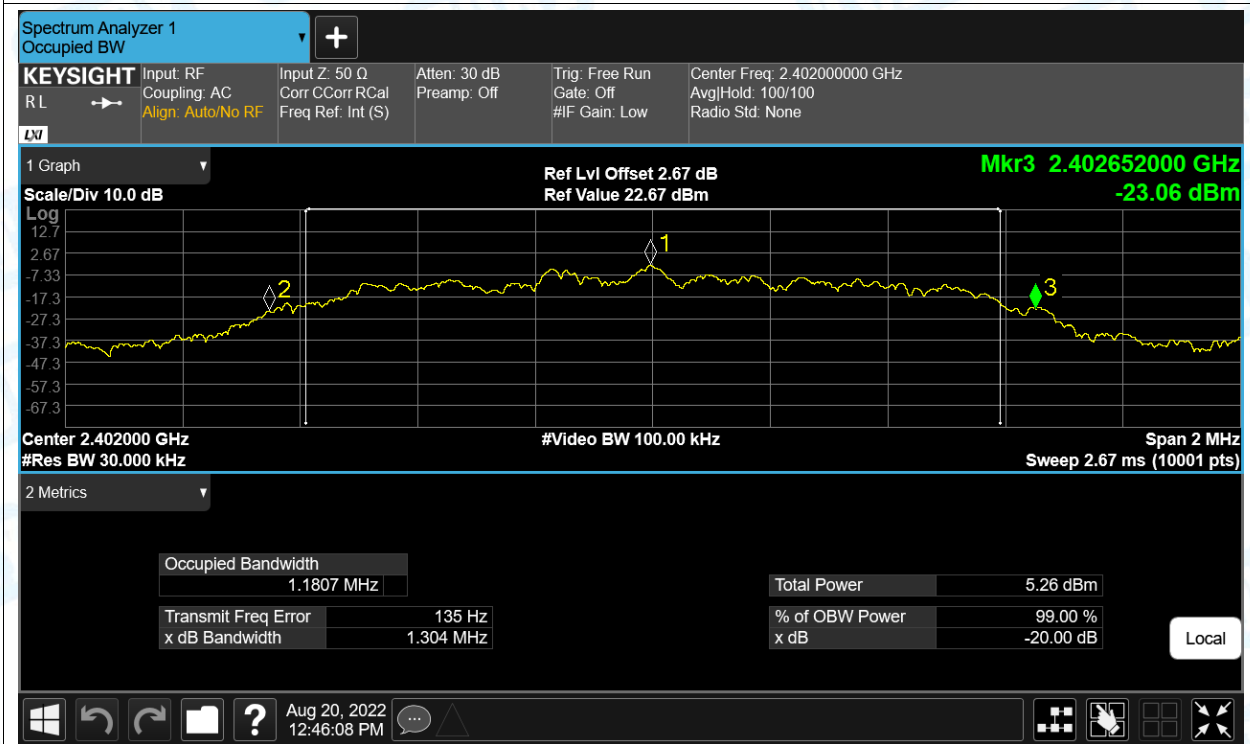 Spectrum Analyzer 1
Occupied BW
KEYSIGHT
R L
LXI
Input: RF
Coupling: AC
Align: Auto/No RF
Input Z: 50 Ω
Corr CCorr RCal
Freq Ref: Int (S)
Atten: 30 dB
Preamp: Off
Trig: Free Run
Gate: Off
#IF Gain: Low
Center Freq: 2.402000000 GHz
Avg|Hold: 100/100
Radio Std: None
1 Graph
Scale/Div 10.0 dB
Ref Lvl Offset 2.67 dB
Ref Value 22.67 dBm
Mkr3 2.402652000 GHz
-23.06 dBm
Log
12.7
2.67
-7.33
-17.3
-27.3
-37.3
-47.3
-57.3
-67.3
1
2
3
Center 2.402000 GHz
#Video BW 100.00 kHz
Span 2 MHz
#Res BW 30.000 kHz
Sweep 2.67 ms (10001 pts)
2 Metrics
Occupied Bandwidth
1.1807 MHz
Total Power 5.26 dBm
Transmit Freq Error 135 Hz
% of OBW Power 99.00 %
x dB Bandwidth 1.304 MHz
x dB -20.00 dB
Local
?
Aug 20, 2022
12:46:08 PM